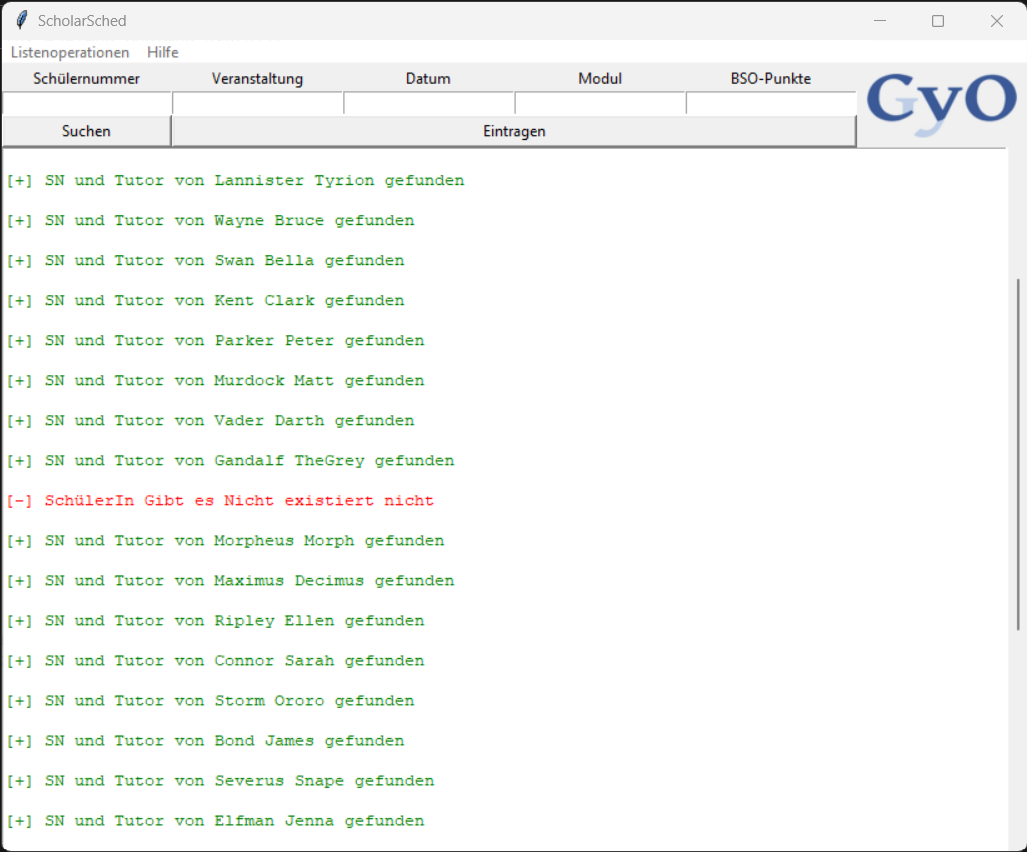 ScholarSched
Listenoperationen Hilfe
Schülernummer Veranstaltung Datum Modul BSO-Punkte
GyO
Suchen Eintragen
[+] SN und Tutor von Lannister Tyrion gefunden
[+] SN und Tutor von Wayne Bruce gefunden
[+] SN und Tutor von Swan Bella gefunden
[+] SN und Tutor von Kent Clark gefunden
[+] SN und Tutor von Parker Peter gefunden
[+] SN und Tutor von Murdock Matt gefunden
[+] SN und Tutor von Vader Darth gefunden
[+] SN und Tutor von Gandalf TheGrey gefunden
[-] SchülerIn Gibt es Nicht existiert nicht
[+] SN und Tutor von Morpheus Morph gefunden
[+] SN und Tutor von Maximus Decimus gefunden
[+] SN und Tutor von Ripley Ellen gefunden
[+] SN und Tutor von Connor Sarah gefunden
[+] SN und Tutor von Storm Ororo gefunden
[+] SN und Tutor von Bond James gefunden
[+] SN und Tutor von Severus Snape gefunden
[+] SN und Tutor von Elfman Jenna gefunden